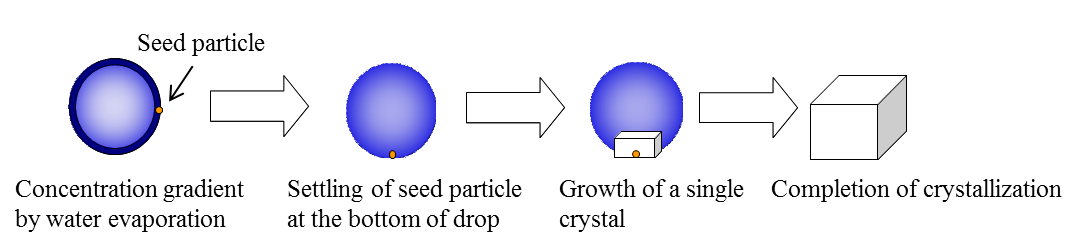 Seed particle
Concentration gradient
by water evaporation
Settling of seed particle
at the bottom of drop
Growth of a single
crystal
Completion of crystallization